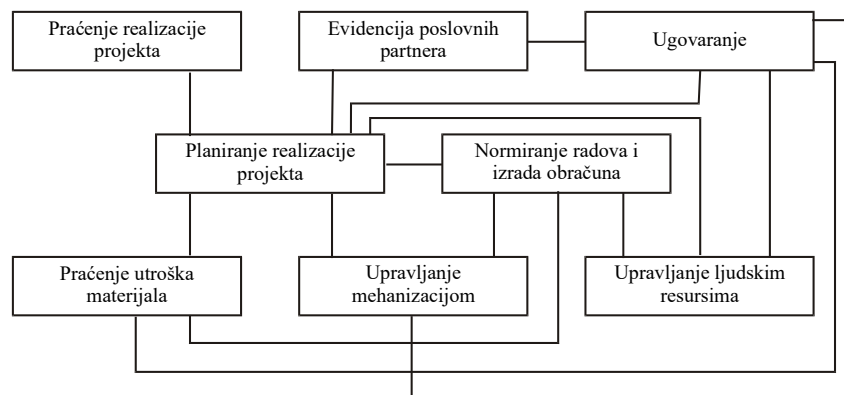 Praćenje realizacije
projekta
Evidencija poslovnih
partnera
Ugovaranje
Planiranje realizacije
projekta
Normiranje radova i
izrada obračuna
Praćenje utroška
materijala
Upravljanje
mehanizacijom
Upravljanje ljudskim
resursima